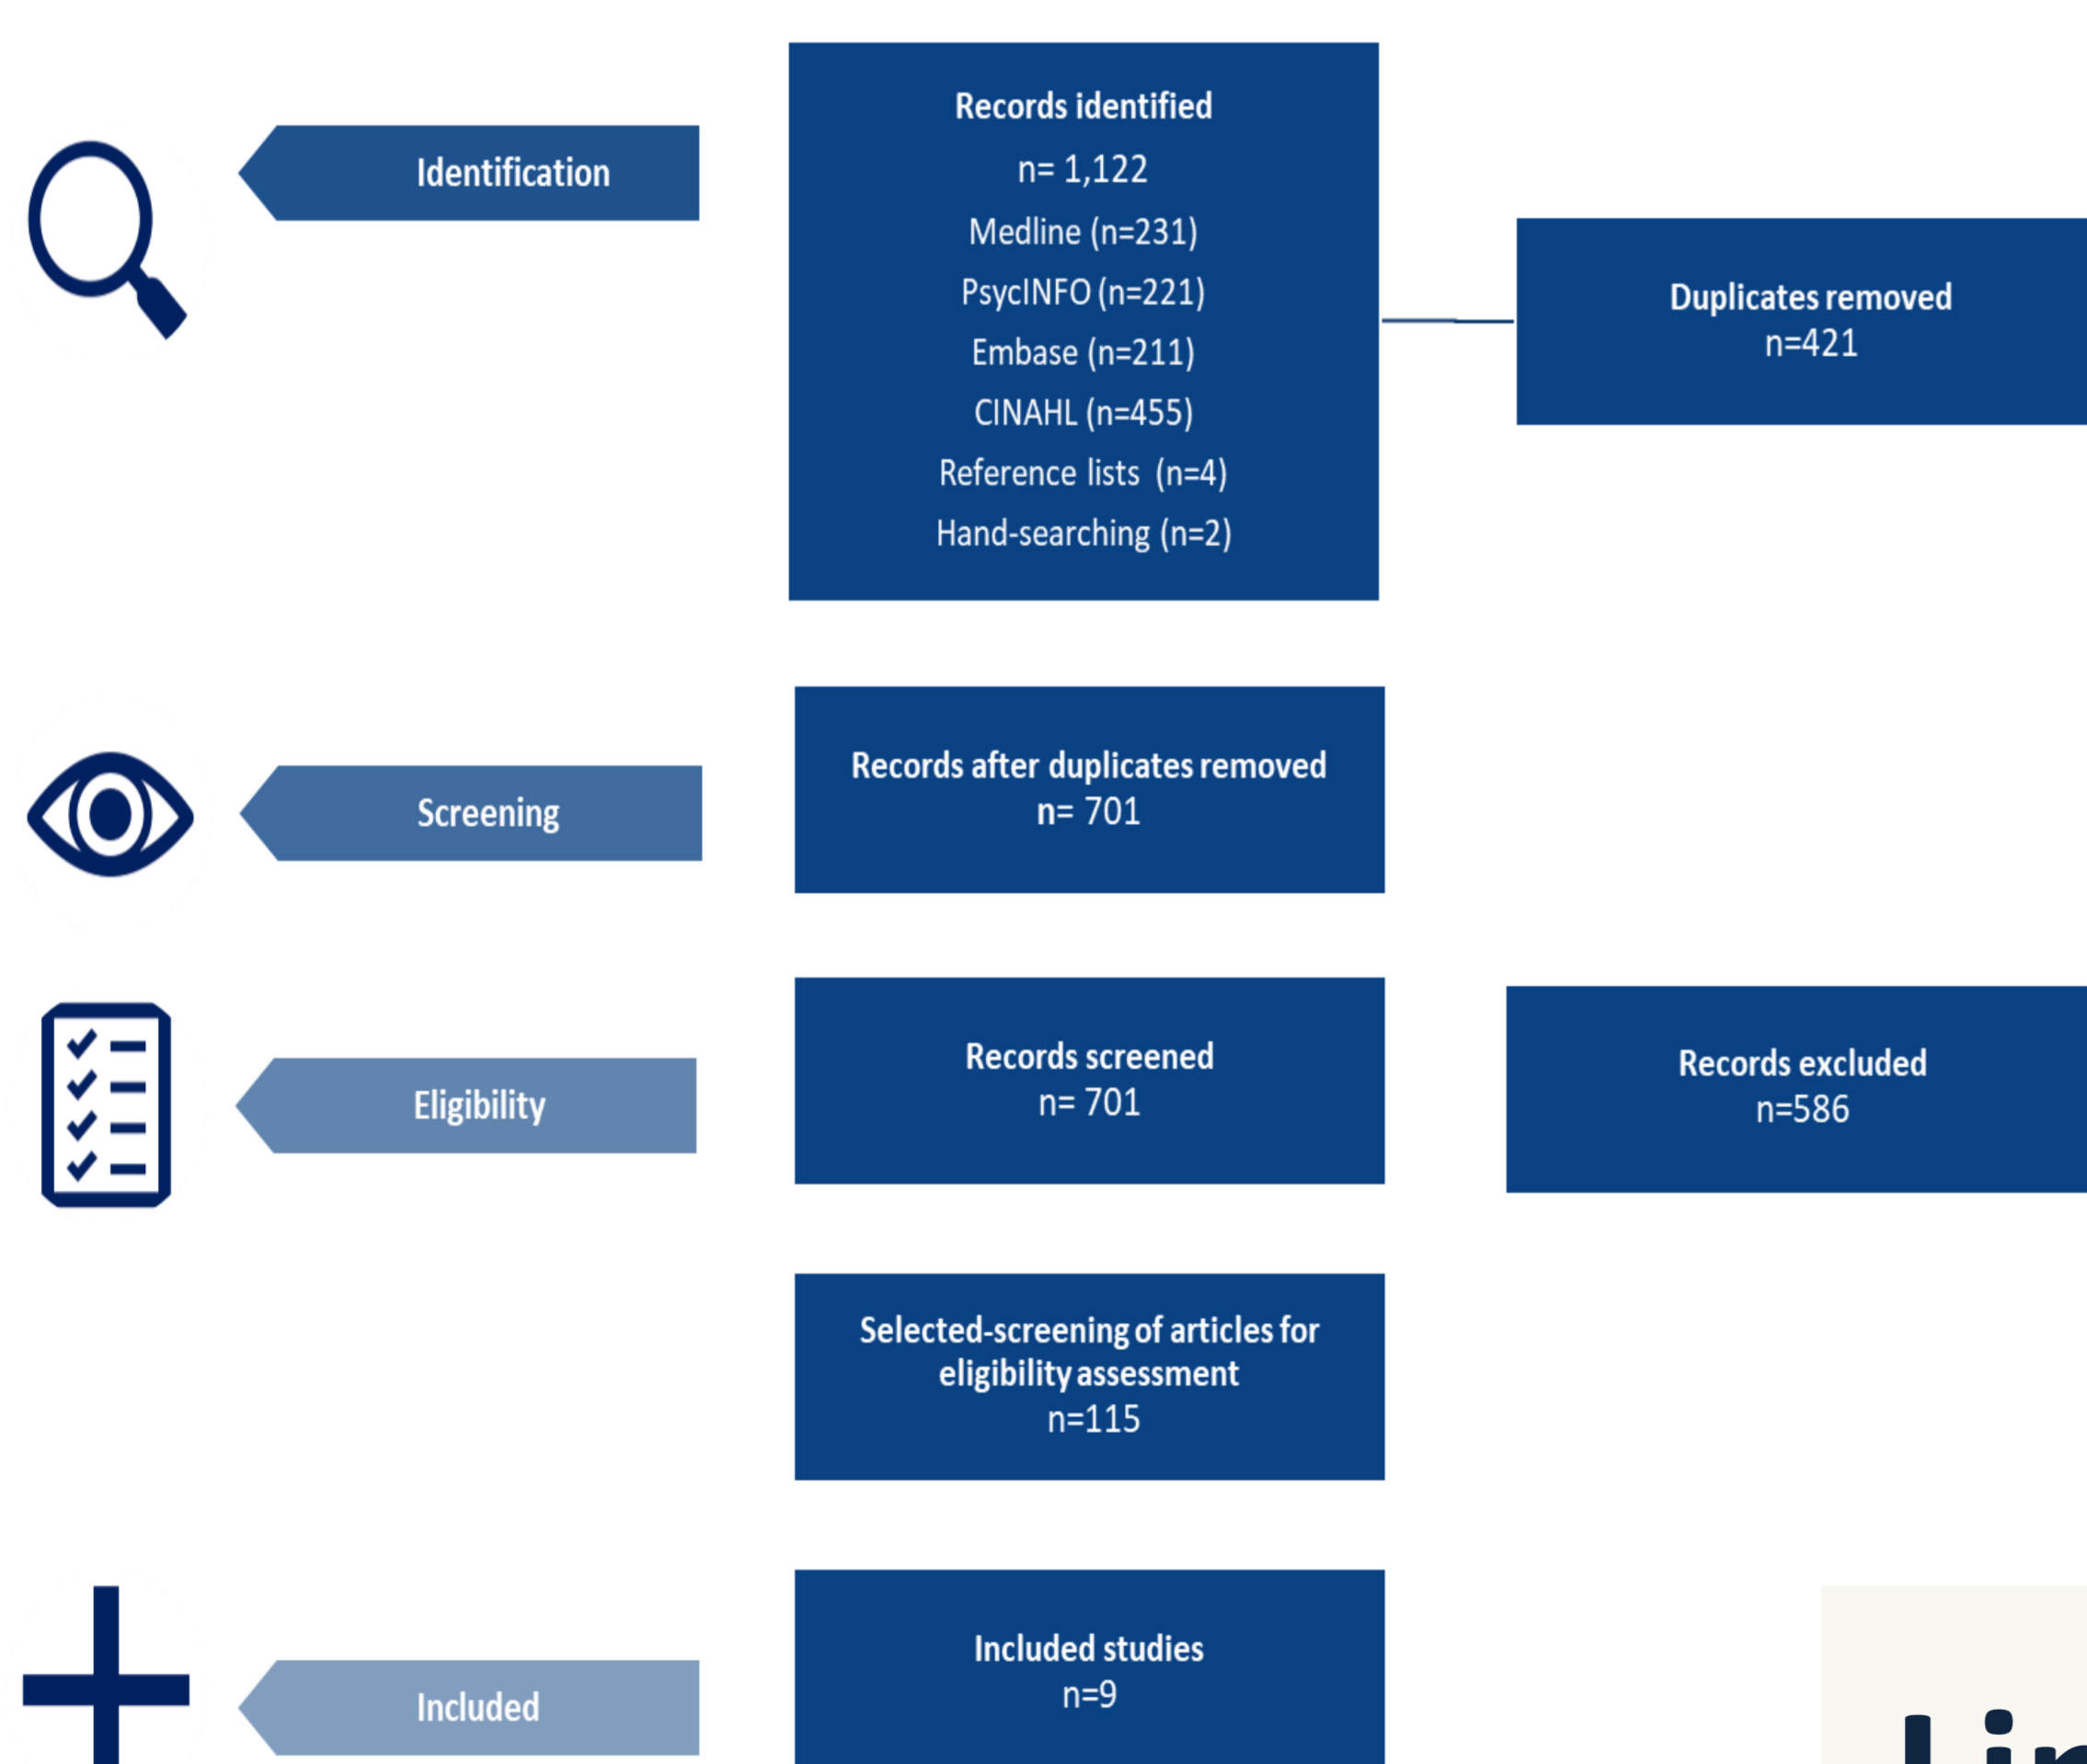 Identification
Records identified
n= 1,122
Medline (n=231)
PsycINFO (n=221)
Embase (n=211)
CINAHL (n=455)
Reference lists (n=4)
Hand-searching (n=2)
Duplicates removed
n=421
Screening
Records after duplicates removed
n= 701
Eligibility
Records screened
n= 701
Records excluded
n=586
Selected-screening of articles for
eligibility assessment
n=115
Included
Included studies
n=9